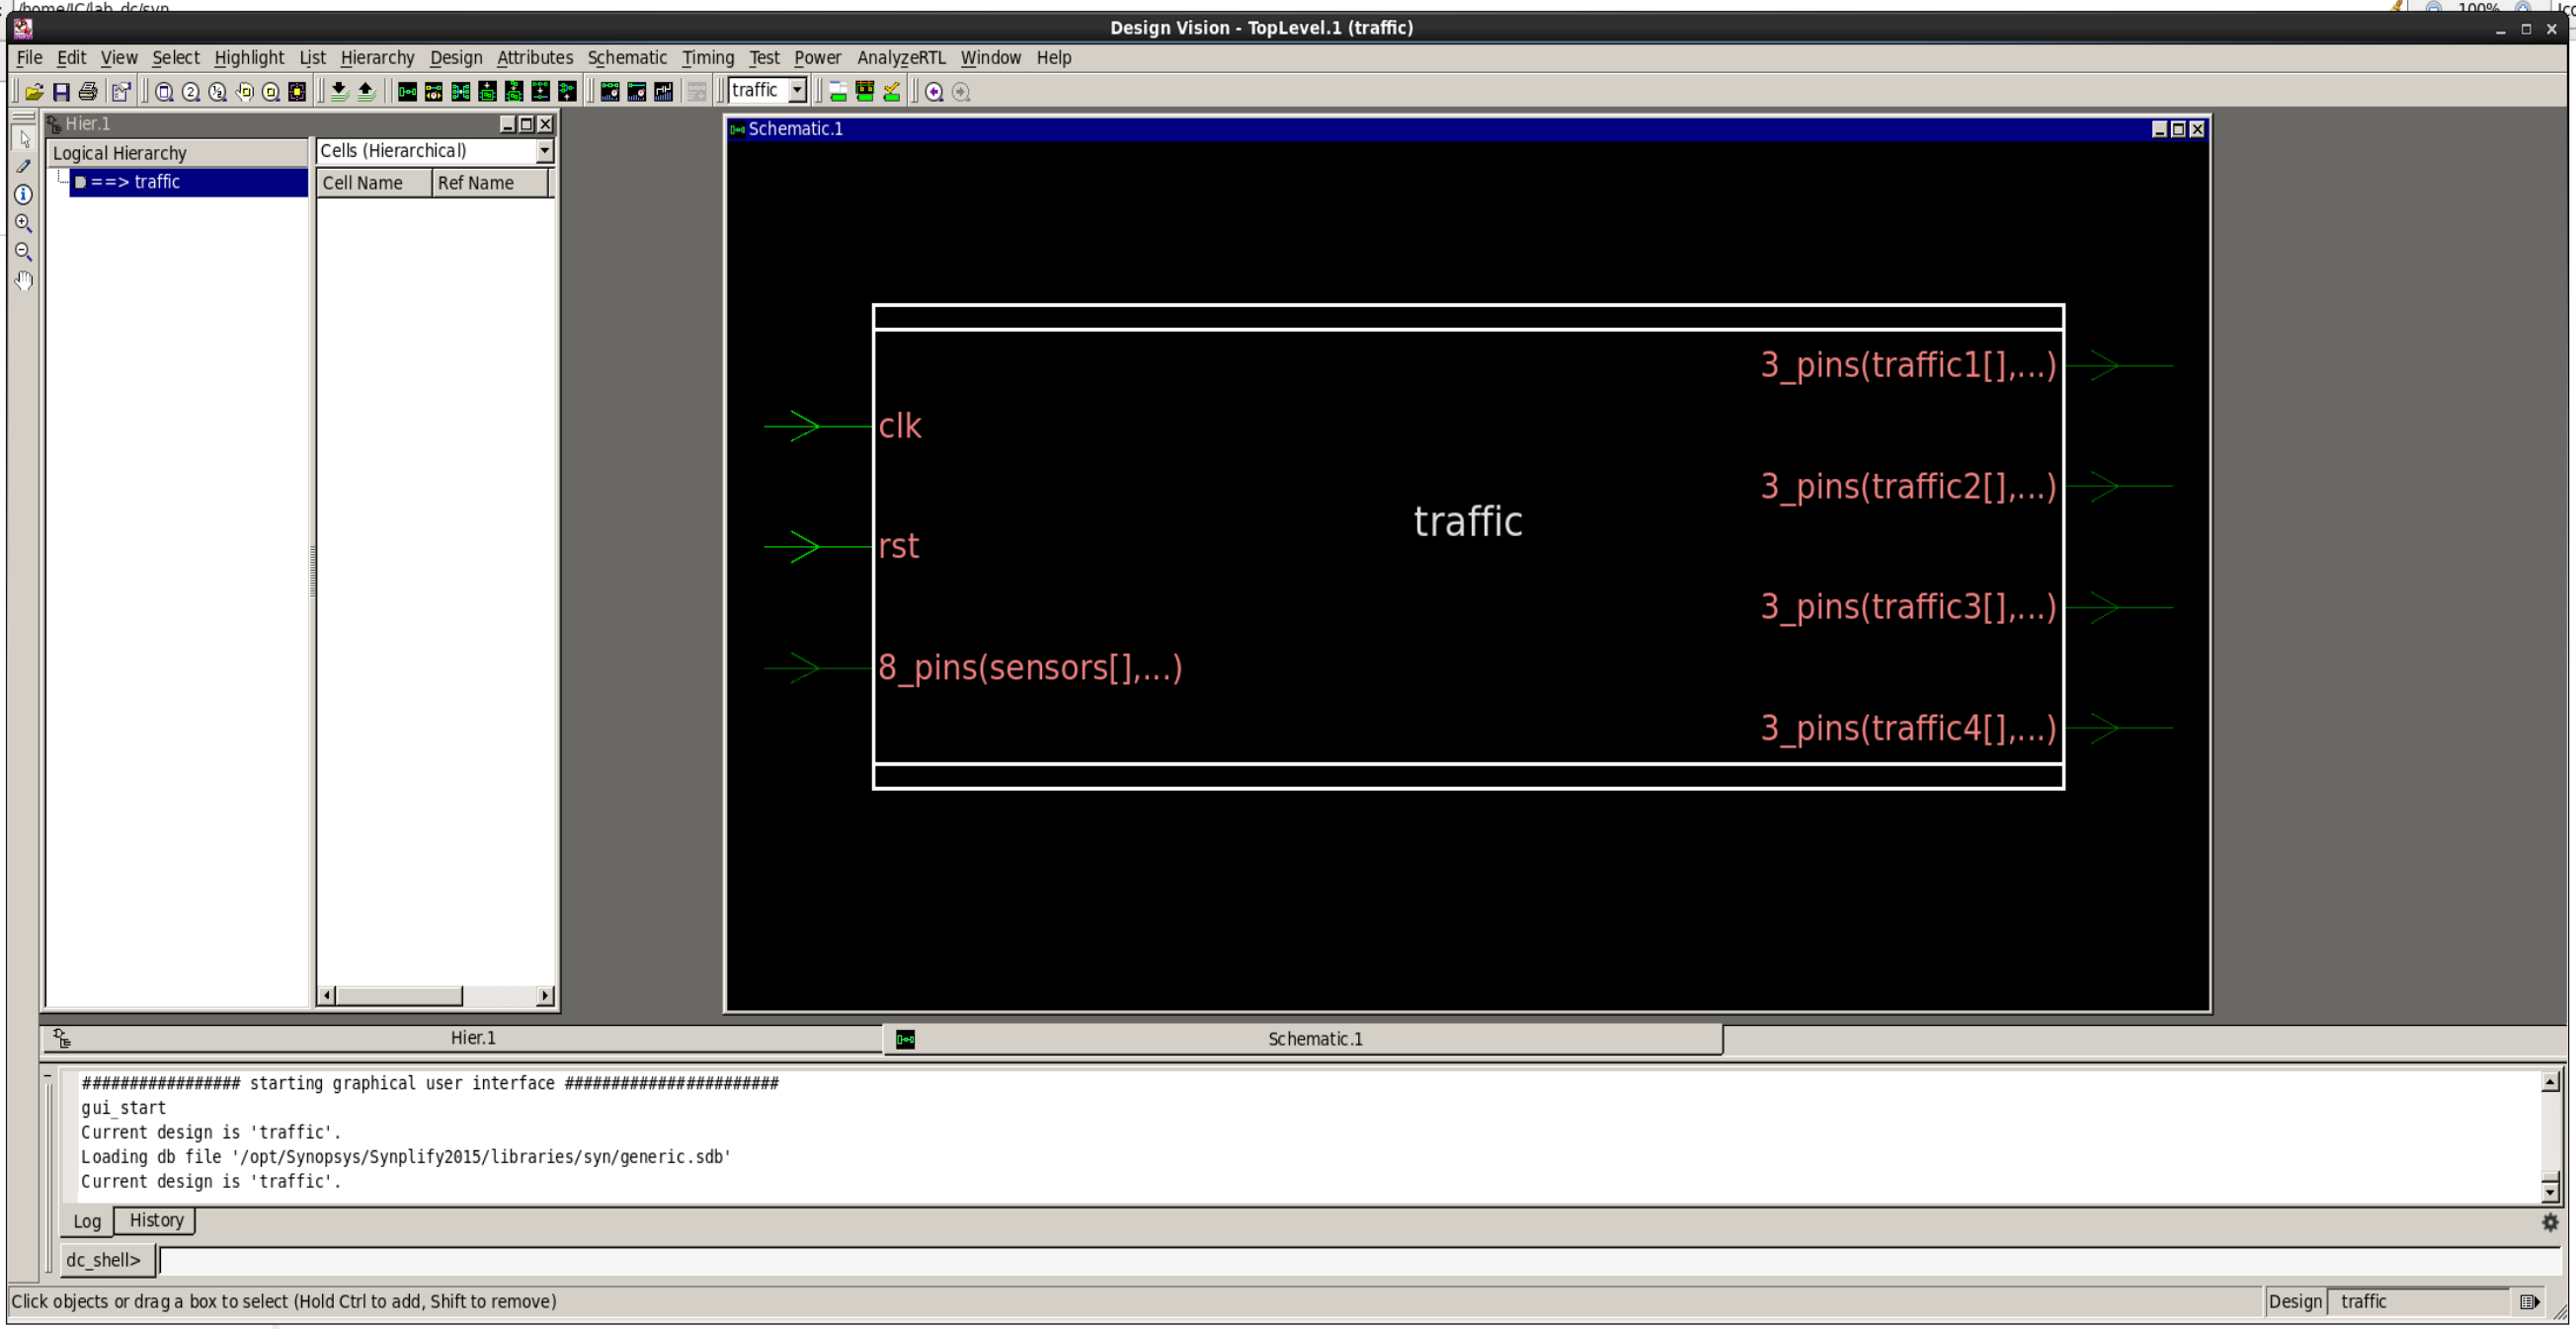 /home/IC/lab_dc/syn
100%
Design Vision - TopLevel.1 (traffic)
File Edit View Select Highlight List Hierarchy Design Attributes Schematic Timing Test Power AnalyzeRTL Window Help
traffic
Hier.1
Logical Hierarchy
Cells (Hierarchical)
==> traffic
Cell Name Ref Name
Schematic.1
3_pins(traffic1[],...)
clk
3_pins(traffic2[],...)
traffic
rst
3_pins(traffic3[],...)
8_pins(sensors[],...)
3_pins(traffic4[],...)
Hier.1 Schematic.1
################# starting graphical user interface #######################
gui_start
Current design is 'traffic'.
Loading db file '/opt/Synopsys/Synplify2015/libraries/syn/generic.sdb'
Current design is 'traffic'.
Log History
dc_shell>
Click objects or drag a box to select (Hold Ctrl to add, Shift to remove)
Design traffic